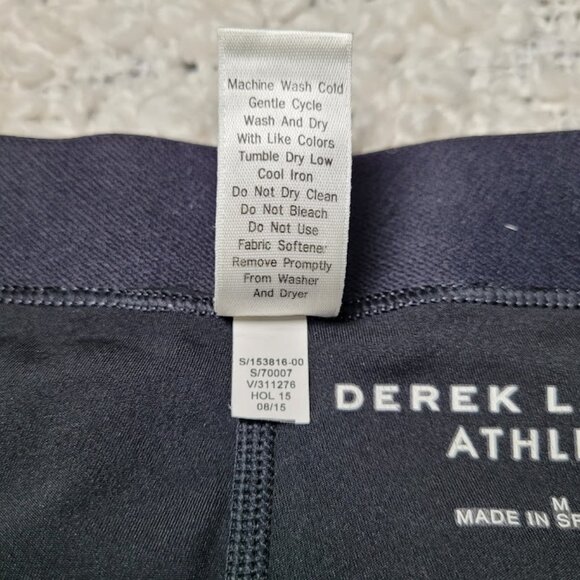 Machine Wash Cold
Gentle Cycle
Wash And Dry
With Like Colors
Tumble Dry Low
Cool Iron
Do Not Dry Clean
Do Not Bleach
Do Not Use
Fabric Softener
Remove Promptly
From Washer
And Dryer
S/153816-00
S/70007
V/311276
HOL 15
08/15
DEREK L
ATHL
M
MADE IN SP